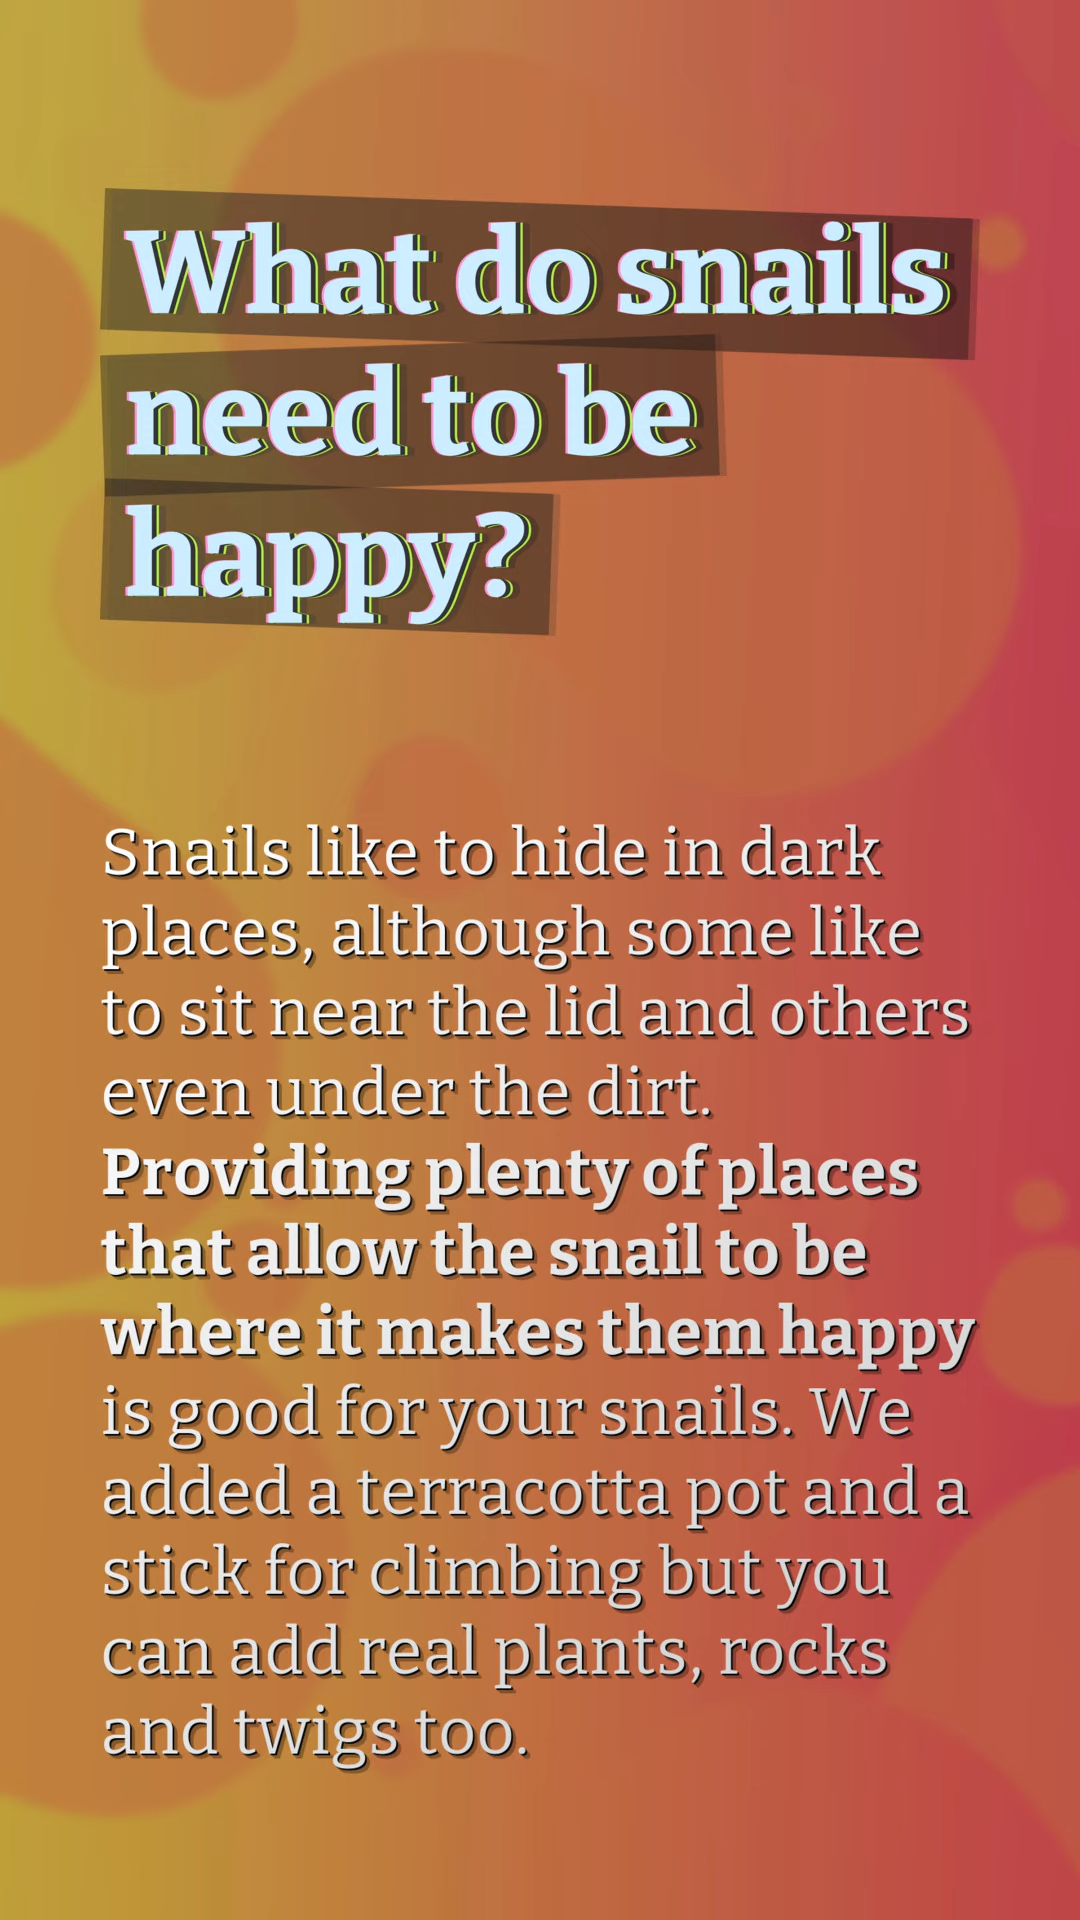 What do snails
need to be
happy?
Snails like to hide in dark
places, although some like
to sit near the lid and others
even under the dirt.
Providing plenty of places
that allow the snail to be
where it makes them happy
is good for your snails. We
added a terracotta pot and a
stick for climbing but you
can add real plants, rocks
and twigs too.